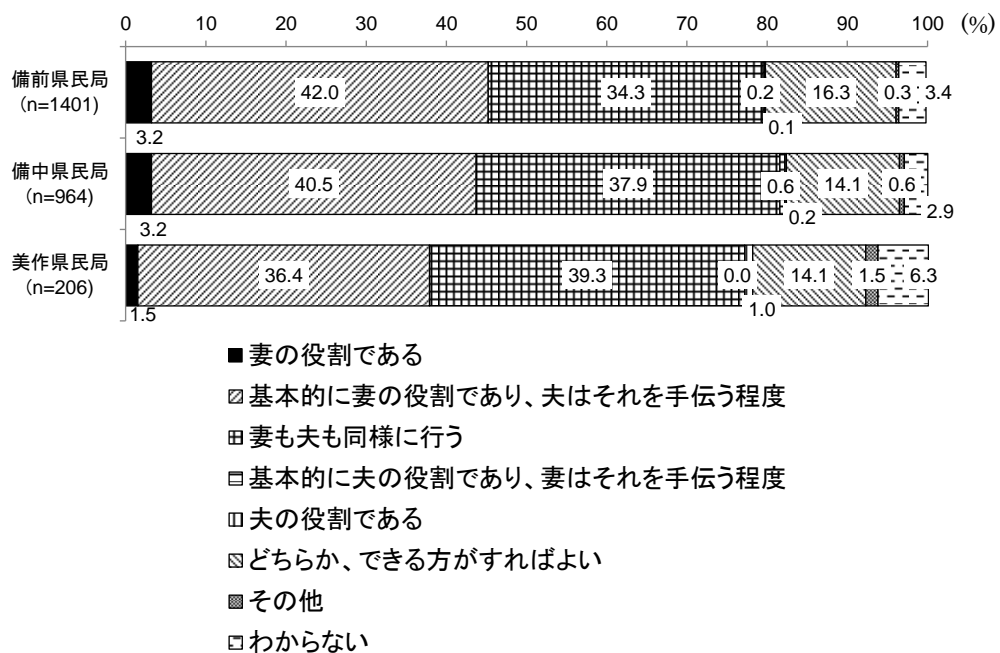 0 10 20 30 40 50 60 70 80 90 100 (%)
備前県民局
(n=1401)
42.0 34.3 0.2 16.3 0.3 3.4
3.2 0.1
備中県民局
(n=964)
40.5 37.9 0.6 14.1 0.6
3.2 0.2 2.9
美作県民局
(n=206)
36.4 39.3 0.0 14.1 1.5 6.3
1.5 1.0
妻の役割である
基本的に妻の役割であり、夫はそれを手伝う程度
妻も夫も同様に行う
基本的に夫の役割であり、妻はそれを手伝う程度
夫の役割である
どちらか、できる方がすればよい
その他
わからない